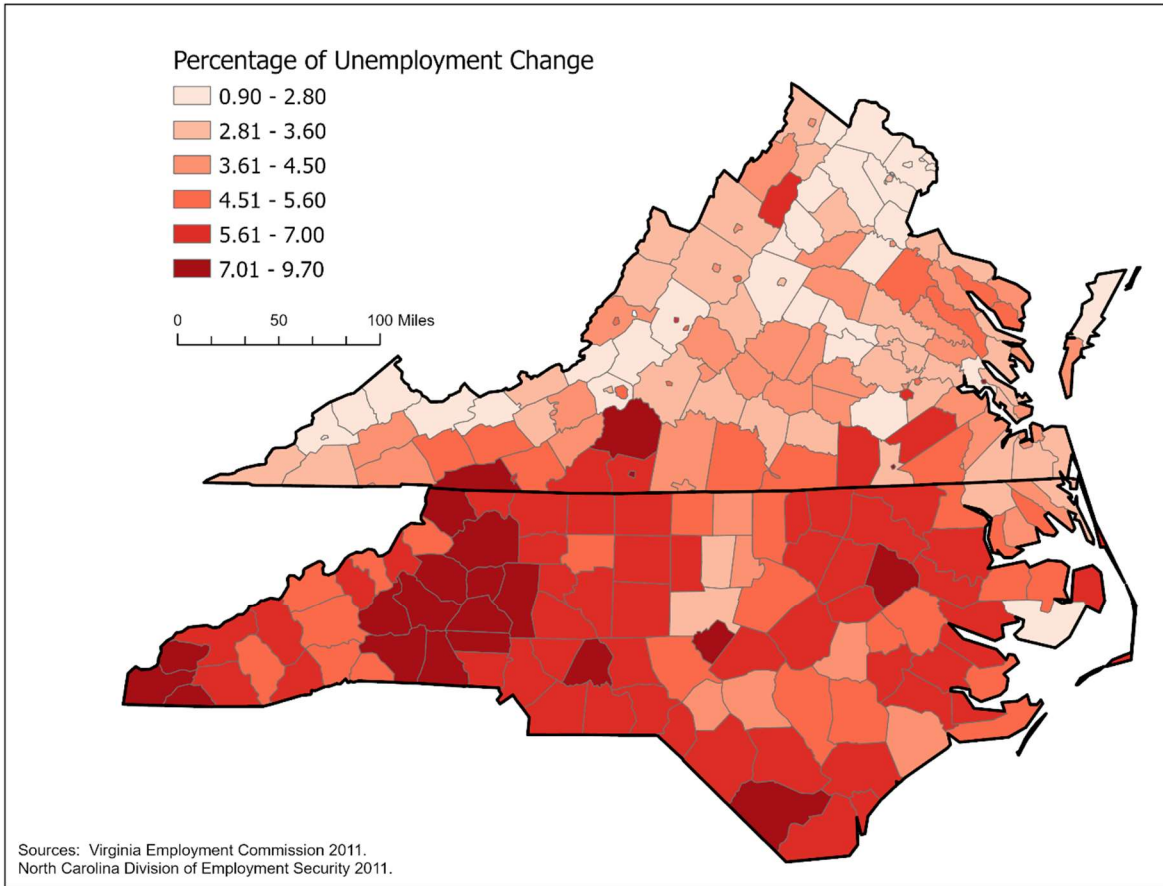 Percentage of Unemployment Change
0.90 - 2.80
2.81 - 3.60
3.61 - 4.50
4.51 - 5.60
5.61 - 7.00
7.01 - 9.70
0 50 100 Miles
Sources: Virginia Employment Commission 2011.
North Carolina Division of Employment Security 2011.